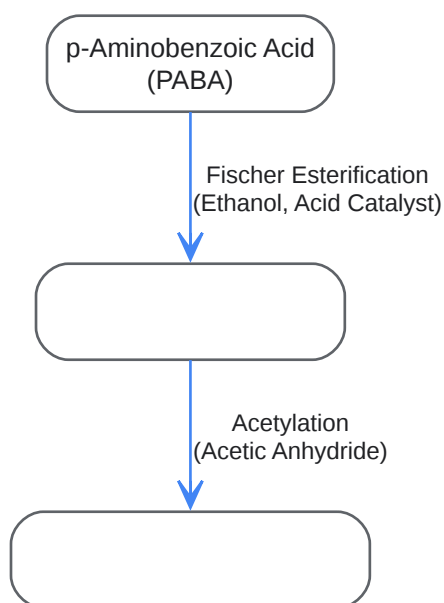 p-Aminobenzoic Acid
(PABA)
Fischer Esterification
(Ethanol, Acid Catalyst)
Acetylation
(Acetic Anhydride)